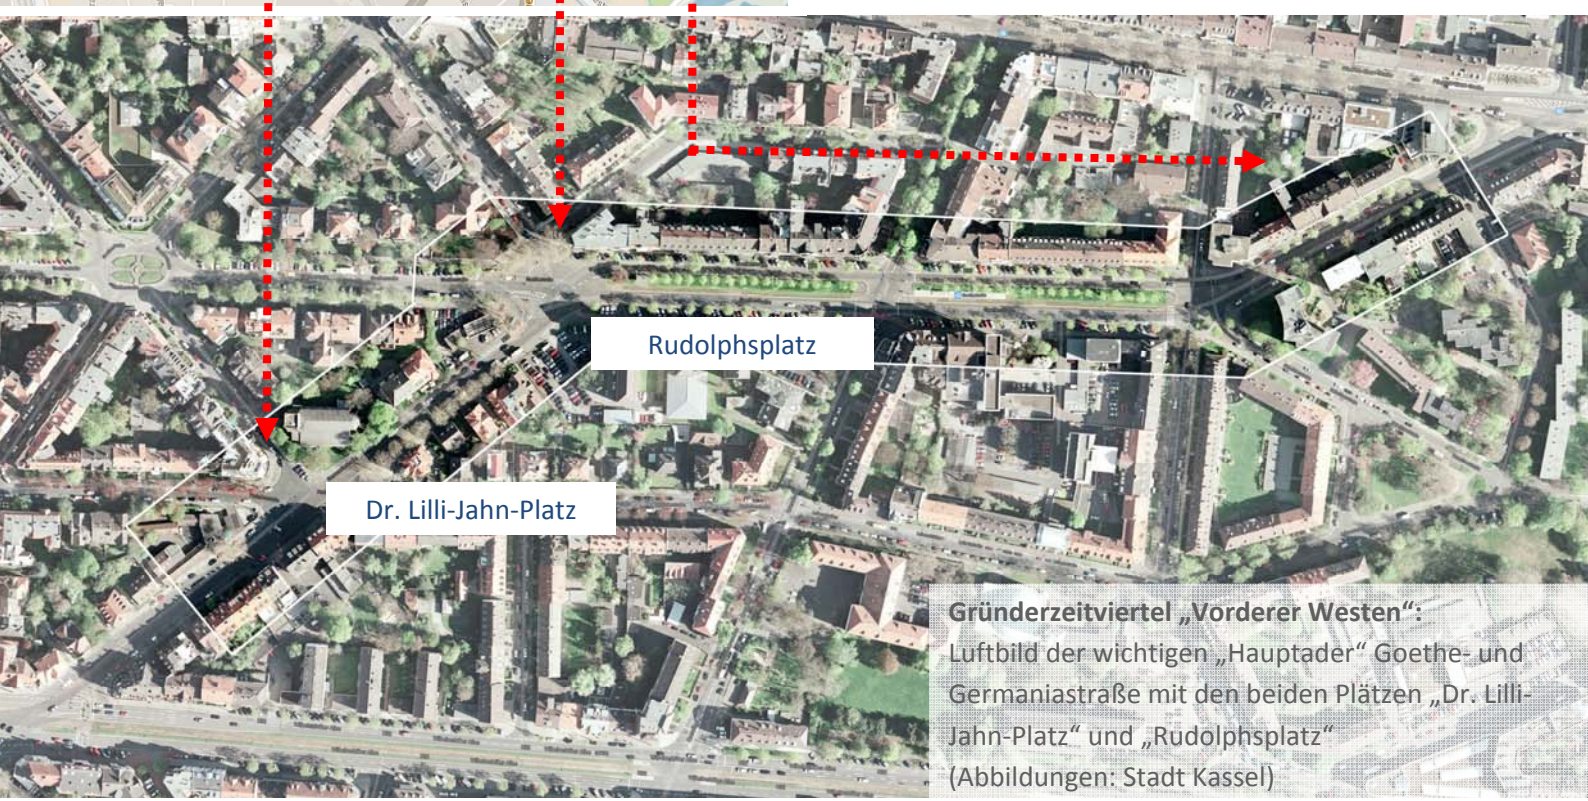 Rudolphsplatz
Dr. Lilli-Jahn-Platz
Gründerzeitviertel „Vorderer Westen“:
Luftbild der wichtigen „Hauptader“ Goethe- und
Germaniastraße mit den beiden Plätzen „Dr. Lilli-
Jahn-Platz“ und „Rudolphsplatz“
(Abbildungen: Stadt Kassel)